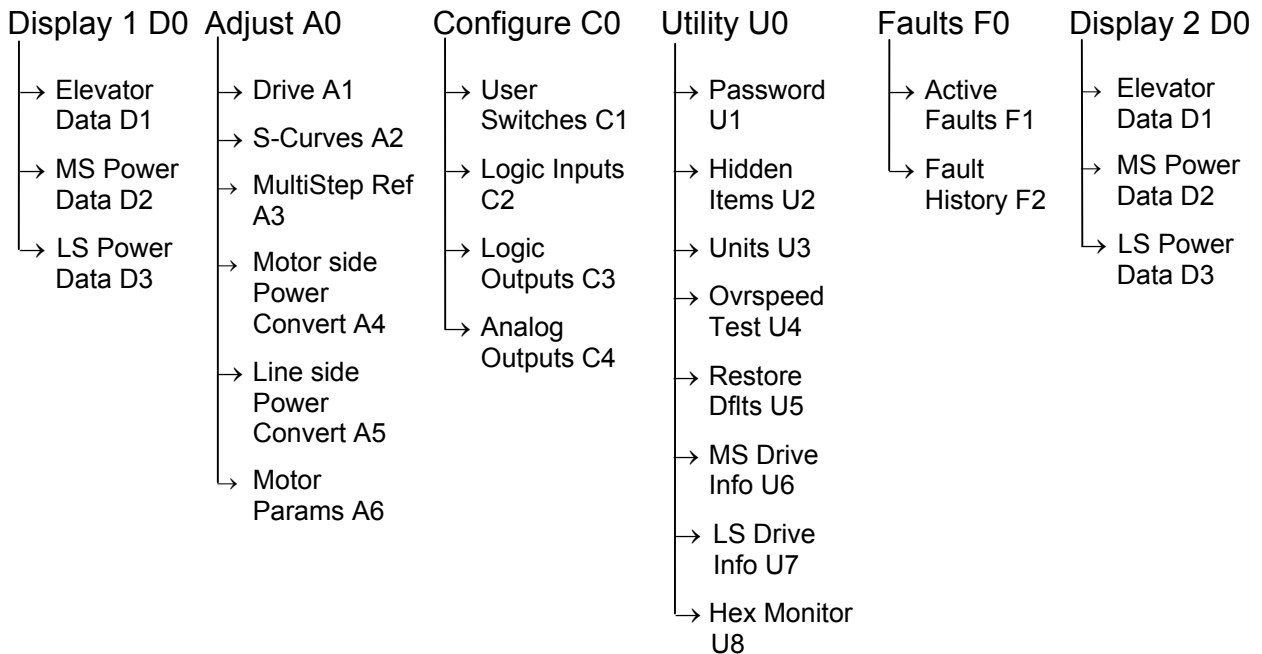 Display 1 D0
Elevator
Data D1
MS Power
Data D2
LS Power
Data D3
Adjust A0
Drive A1
S-Curves A2
MultiStep Ref
A3
Motor side
Power
Convert A4
Line side
Power
Convert A5
Motor
Params A6
Configure C0
User
Switches C1
Logic Inputs
C2
Logic
Outputs C3
Analog
Outputs C4
Utility U0
Password
U1
Hidden
Items U2
Units U3
Ovrspeed
Test U4
Restore
Dflts U5
MS Drive
Info U6
LS Drive
Info U7
Hex Monitor
U8
Faults F0
Active
Faults F1
Fault
History F2
Display 2 D0
Elevator
Data D1
MS Power
Data D2
LS Power
Data D3